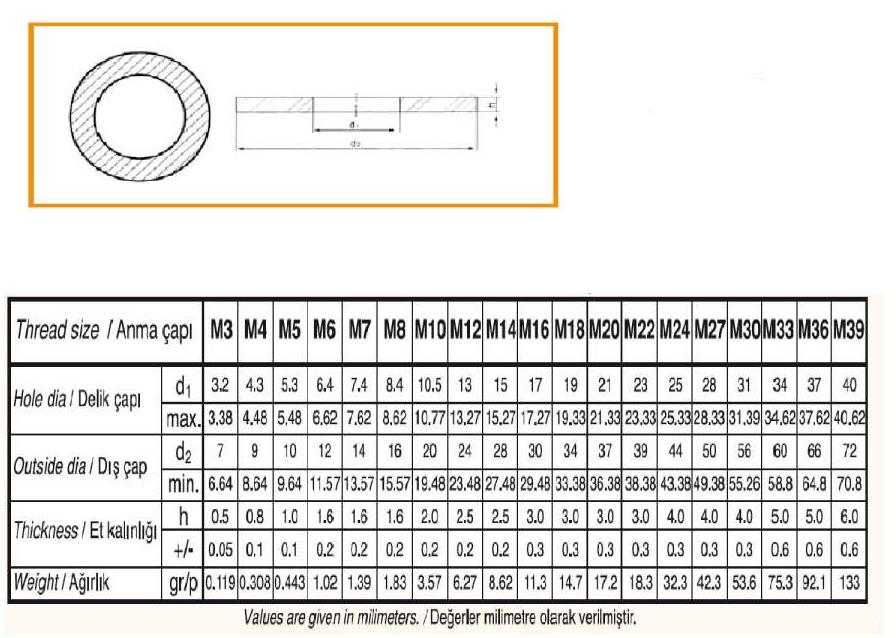 h
d₁
d₂
Thread size / Anma çapı M3 M4 M5 M6 M7 M8 M10 M12 M14 M16 M18 M20 M22 M24 M27 M30 M33 M36 M39
Hole dia / Delik çapı d₁ 3.2 4.3 5.3 6.4 7.4 8.4 10.5 13 15 17 19 21 23 25 28 31 34 37 40
max. 3.38 4.48 5.48 6.62 7.62 8.62 10.77 13.27 15.27 17.27 19.33 21.33 23.33 25.33 28.33 31.39 34.62 37.62 40.62
Outside dia / Dış çap d₂ 7 9 10 12 14 16 20 24 28 30 34 37 39 44 50 56 60 66 72
min. 6.64 8.64 9.64 11.57 13.57 15.57 19.48 23.48 27.48 29.48 33.38 36.38 38.38 43.38 49.38 55.26 58.8 64.8 70.8
Thickness / Et kalınlığı h 0.5 0.8 1.0 1.6 1.6 1.6 2.0 2.5 2.5 3.0 3.0 3.0 3.0 4.0 4.0 4.0 5.0 5.0 6.0
+/- 0.05 0.1 0.1 0.2 0.2 0.2 0.2 0.2 0.2 0.3 0.3 0.3 0.3 0.3 0.3 0.3 0.6 0.6 0.6
Weight / Ağırlık gr/p 0.119 0.308 0.443 1.02 1.39 1.83 3.57 6.27 8.62 11.3 14.7 17.2 18.3 32.3 42.3 53.6 75.3 92.1 133
Values are given in milimeters. / Değerler milimetre olarak verilmiştir.